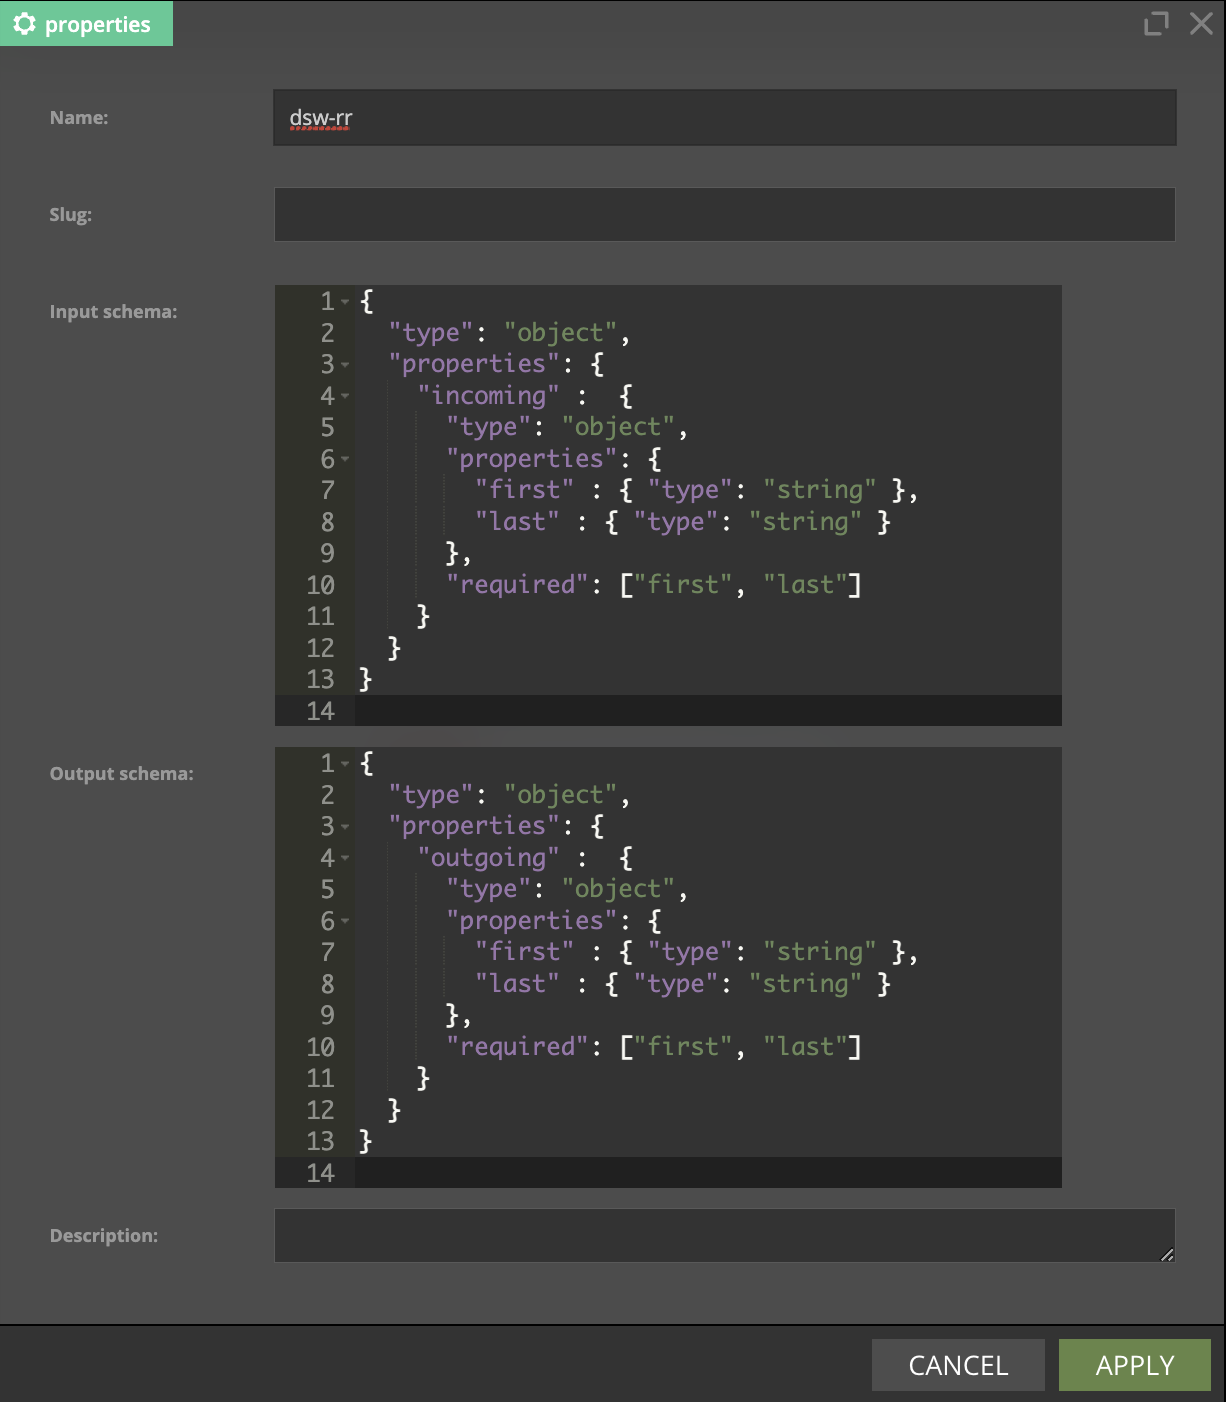 properties
Name:
dsw-rr
Slug:
Input schema:
1 {
2   "type": "object",
3   "properties": {
4     "incoming" :  {
5       "type": "object",
6       "properties": {
7         "first" : { "type": "string" },
8         "last" : { "type": "string" }
9       },
10       "required": ["first", "last"]
11     }
12   }
13 }
14
Output schema:
1 {
2   "type": "object",
3   "properties": {
4     "outgoing" :  {
5       "type": "object",
6       "properties": {
7         "first" : { "type": "string" },
8         "last" : { "type": "string" }
9       },
10       "required": ["first", "last"]
11     }
12   }
13 }
14
Description:
CANCEL APPLY